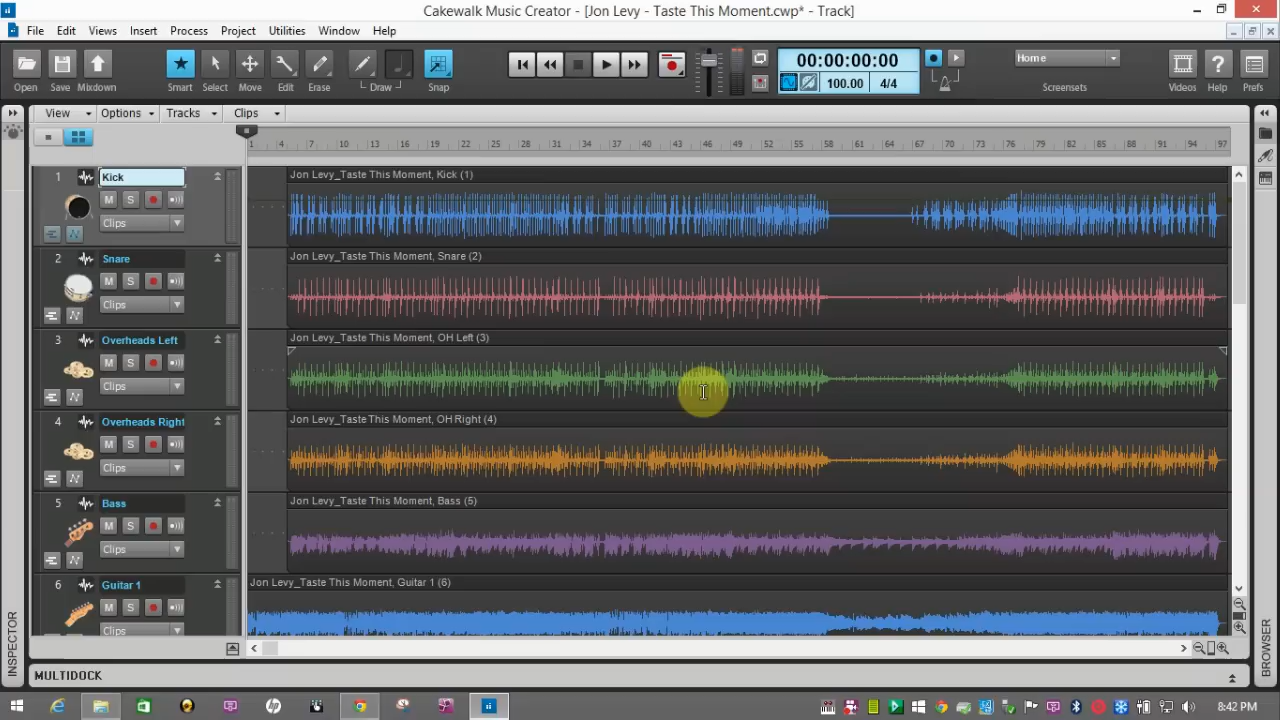 Cakewalk Music Creator - [Jon Levy - Taste This Moment.cwp* - Track]
File Edit Views Insert Process Project Utilities Window Help
00:00:00:00
Home
Open Save Mixdown Smart Select Move Edit Erase Draw Snap
100.00 4/4
Screensets Videos Help Prefs
View Options Tracks Clips
1 4 7 10 13 16 19 22 25 28 31 34 37 40 43 46 49 52 55 58 61 64 67 70 73 76 79 82 85 88 91 94 97
1 Kick
Jon Levy_Taste This Moment, Kick (1)
M S
Clips
2 Snare
Jon Levy_Taste This Moment, Snare (2)
M S
Clips
3 Overheads Left
Jon Levy_Taste This Moment, OH Left (3)
M S
Clips
4 Overheads Right
Jon Levy_Taste This Moment, OH Right (4)
M S
Clips
5 Bass
Jon Levy_Taste This Moment, Bass (5)
M S
Clips
6 Guitar 1
Jon Levy_Taste This Moment, Guitar 1 (6)
M S
Clips
INSPECTOR
BROWSER
MULTIDOCK
8:42 PM